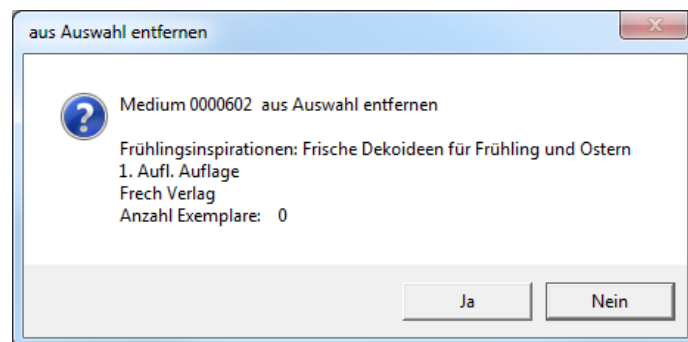 aus Auswahl entfernen
Medium 0000602 aus Auswahl entfernen
Frühlingsinspirationen: Frische Dekoideen für Frühling und Ostern
1. Aufl. Auflage
Frech Verlag
Anzahl Exemplare: 0
Ja
Nein